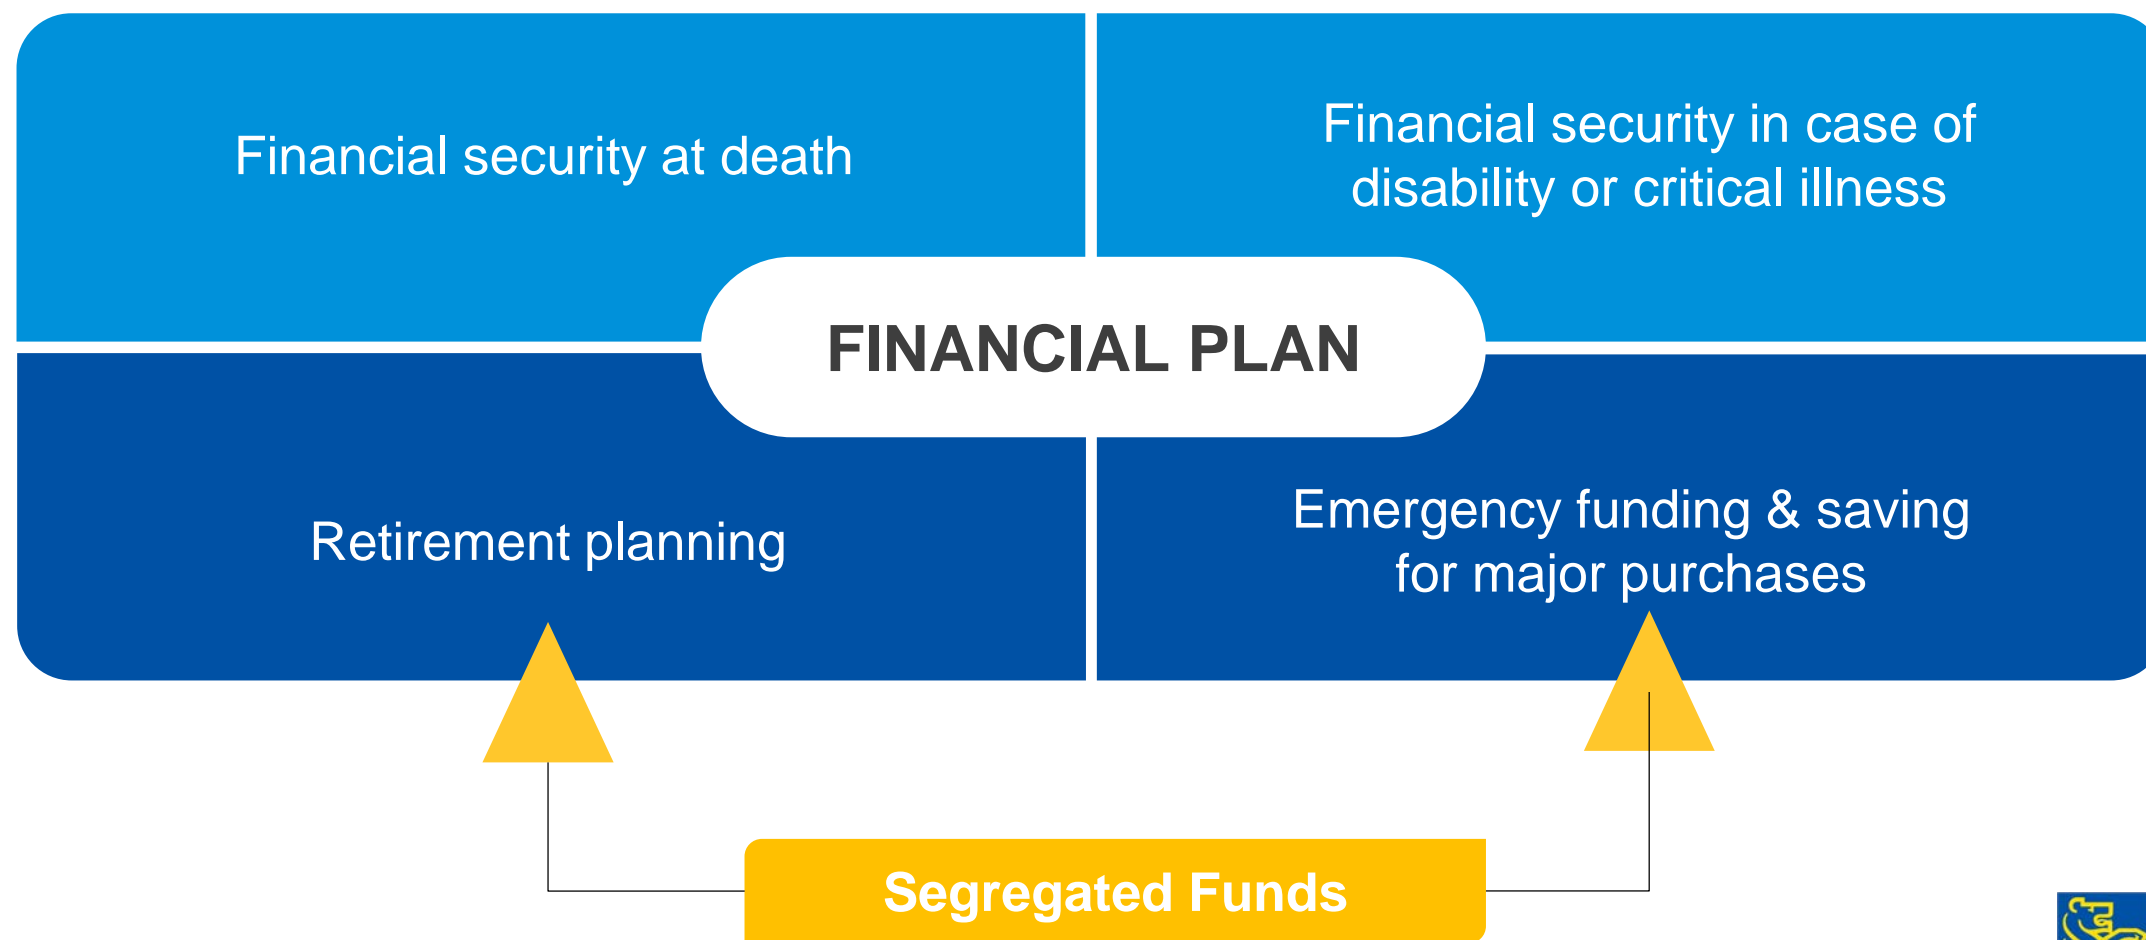 Financial security at death
Financial security in case of
disability or critical illness
FINANCIAL PLAN
Retirement planning
Emergency funding & saving
for major purchases
Segregated Funds